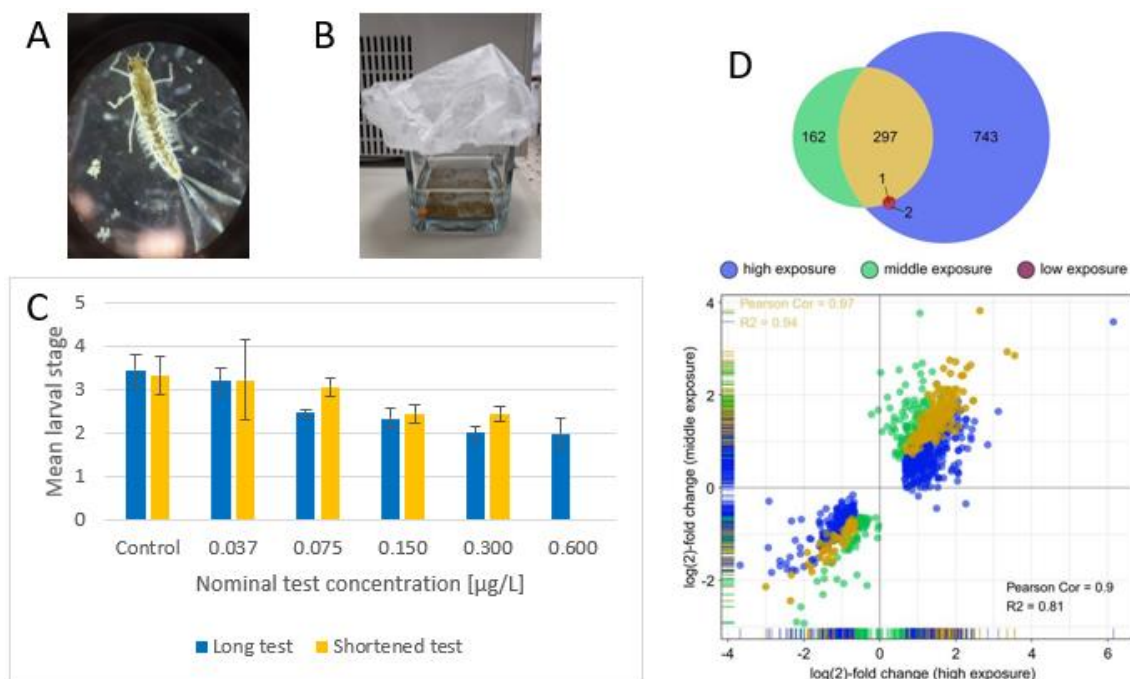 A
B
C
5
4
3
2
1
0
Mean larval stage
Control 0.037 0.075 0.150 0.300 0.600
Nominal test concentration [µg/L]
Long test Shortened test
D
162 297 743
1
2
high exposure middle exposure low exposure
Pearson Cor = 0.97
R2 = 0.94
4
2
0
-2
log(2)-fold change (middle exposure)
Pearson Cor = 0.9
R2 = 0.81
-4 -2 0 2 4 6
log(2)-fold change (high exposure)